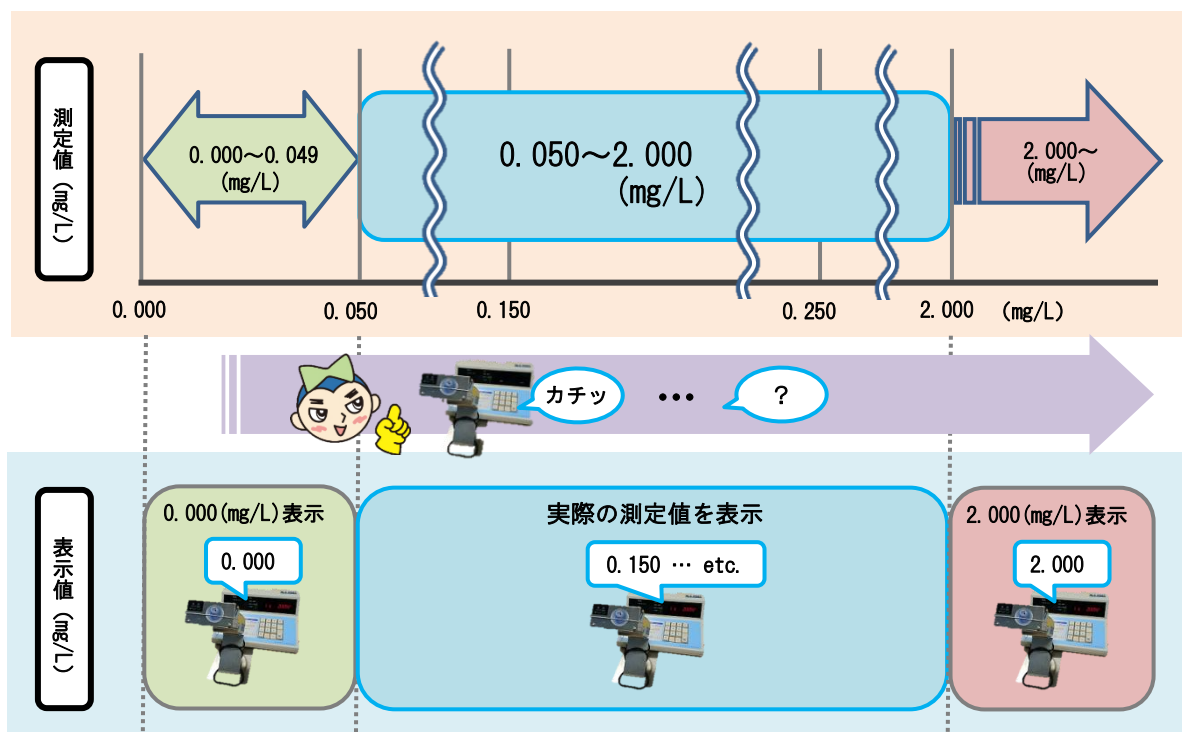 測定値（mg/L）
0.000～0.049
(mg/L)
0.050～2.000
(mg/L)
2.000～
(mg/L)
0.000
0.050
0.150
0.250
2.000
(mg/L)
カチッ
•••
？
表示値（mg/L）
0.000(mg/L)表示
0.000
実際の測定値を表示
0.150 … etc.
2.000(mg/L)表示
2.000